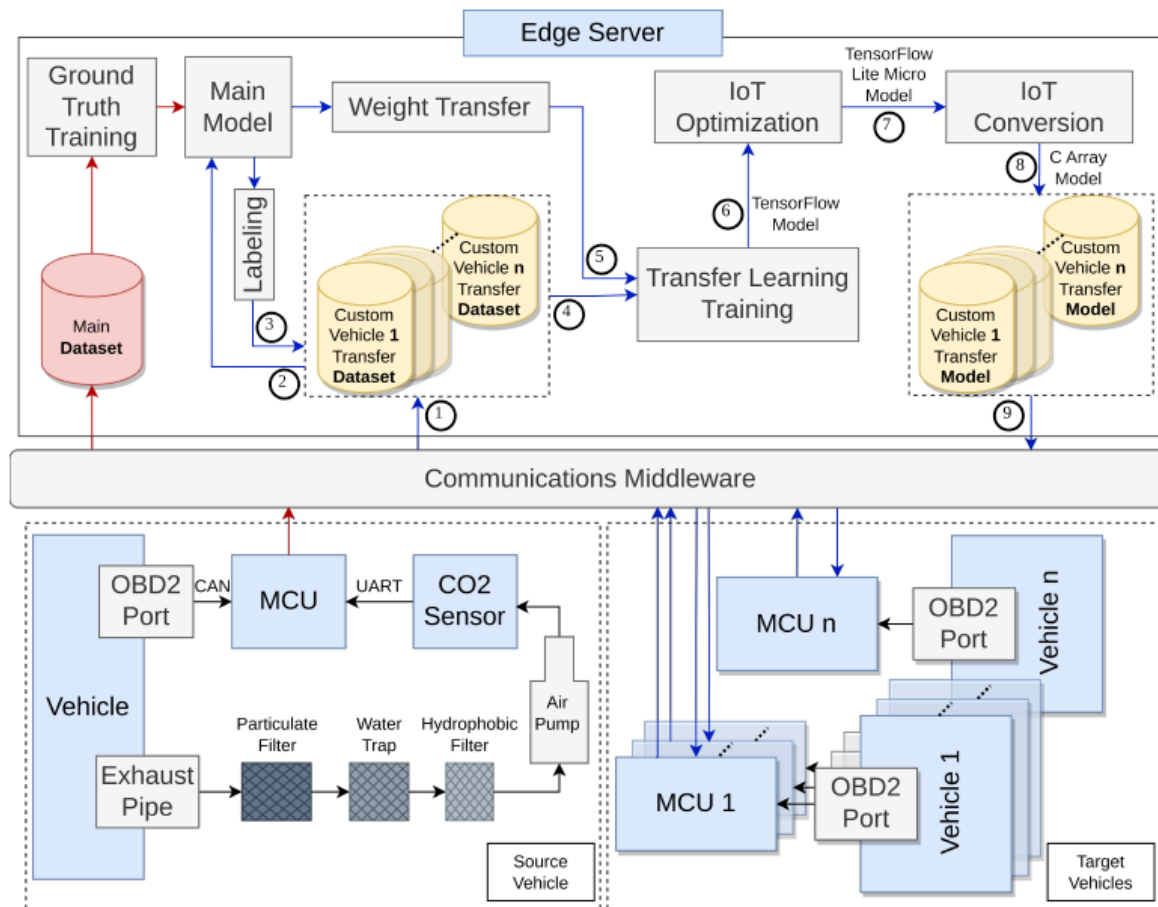 Edge Server
Ground
Truth
Training
Main
Model
Weight Transfer
IoT
Optimization
TensorFlow
Lite Micro
Model
7
IoT
Conversion
8
C Array
Model
Labeling
3
2
Main
Dataset
Custom
Vehicle n
Transfer
Dataset
Custom
Vehicle 1
Transfer
Dataset
1
5
4
6
TensorFlow
Model
Transfer Learning
Training
Custom
Vehicle n
Transfer
Model
Custom
Vehicle 1
Transfer
Model
9
Communications Middleware
Vehicle
OBD2
Port
CAN
MCU
UART
CO2
Sensor
Exhaust
Pipe
Particulate
Filter
Water
Trap
Hydrophobic
Filter
Air
Pump
Source
Vehicle
MCU n
OBD2
Port
Vehicle n
MCU 1
OBD2
Port
Vehicle 1
Target
Vehicles